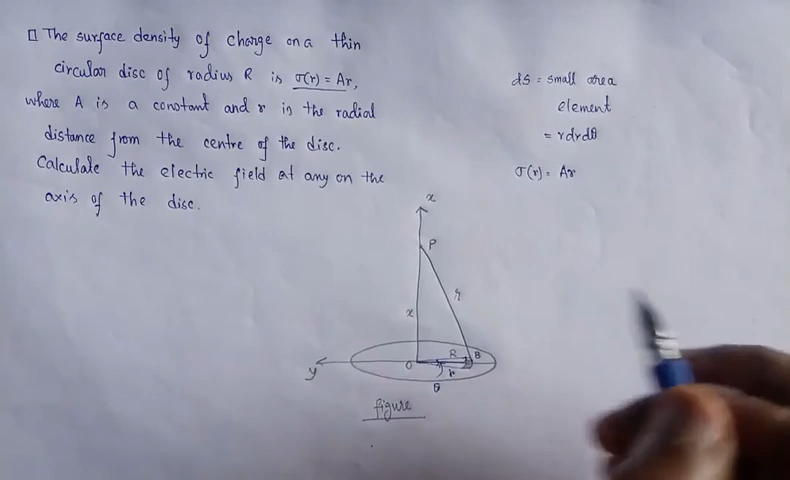 The surface density of charge on a thin
circular disc of radius R is σ(r) = Ar,
where A is a constant and r is the radial
distance from the centre of the disc.
Calculate the electric field at any on the
axis of the disc.
ds = small area
element
= rdrdθ
σ(r) = Ar
x
P
x
r₁
R
B
O
r
y
θ
figure